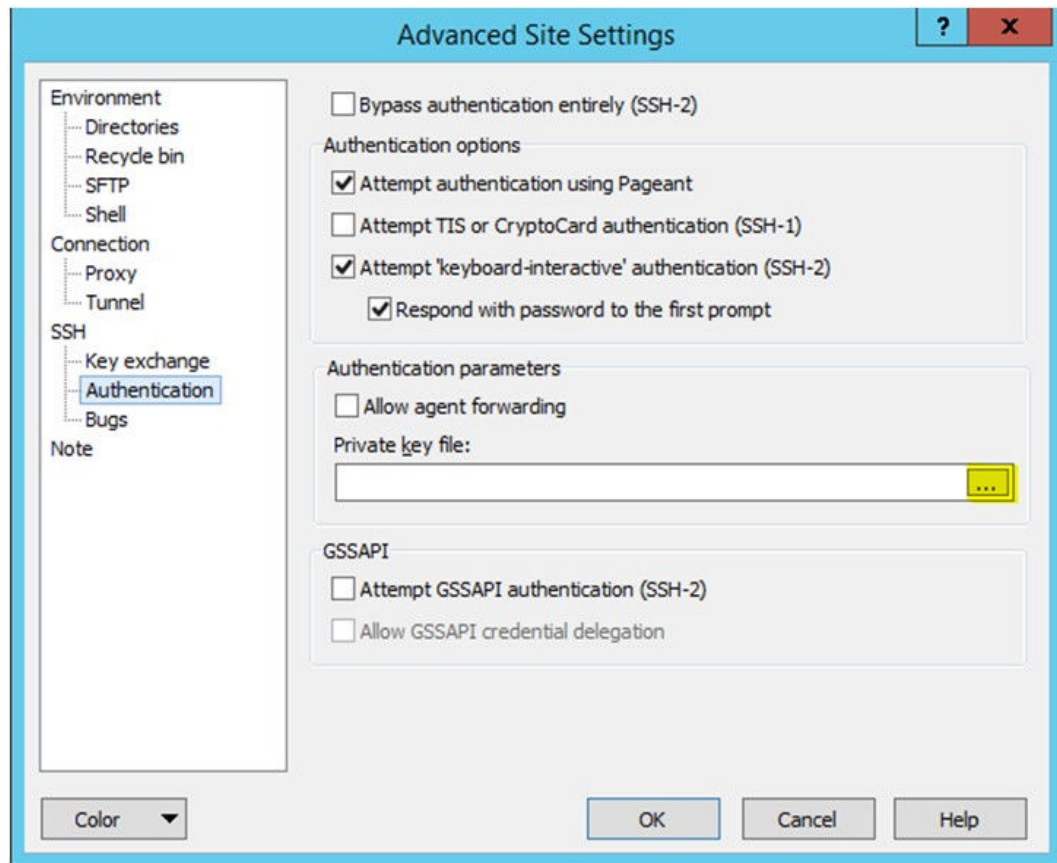 Advanced Site Settings
?
x
Environment
Directories
Recycle bin
SFTP
Shell
Connection
Proxy
Tunnel
SSH
Key exchange
Authentication
Bugs
Note
Bypass authentication entirely (SSH-2)
Authentication options
Attempt authentication using Pageant
Attempt TIS or CryptoCard authentication (SSH-1)
Attempt 'keyboard-interactive' authentication (SSH-2)
Respond with password to the first prompt
Authentication parameters
Allow agent forwarding
Private key file:
...
GSSAPI
Attempt GSSAPI authentication (SSH-2)
Allow GSSAPI credential delegation
Color
OK
Cancel
Help